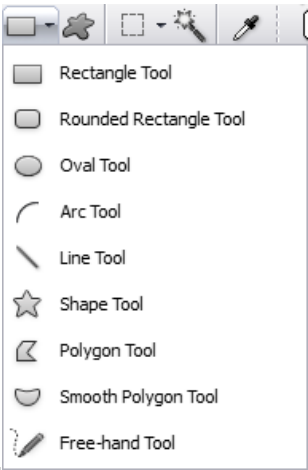 Rectangle Tool
Rounded Rectangle Tool
Oval Tool
Arc Tool
Line Tool
Shape Tool
Polygon Tool
Smooth Polygon Tool
Free-hand Tool